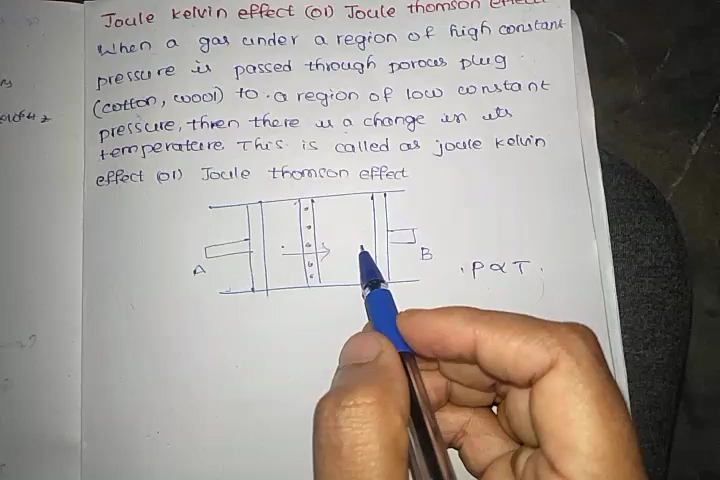 Joule kelvin effect (or) Joule thomson effect
When a gas under a region of high constant
pressure is passed through porous plug
(cotton, wool) to a region of low constant
pressure, then there is a change in its
temperature This is called as joule kelvin
effect (or) Joule thomson effect
A
B
P ∝ T